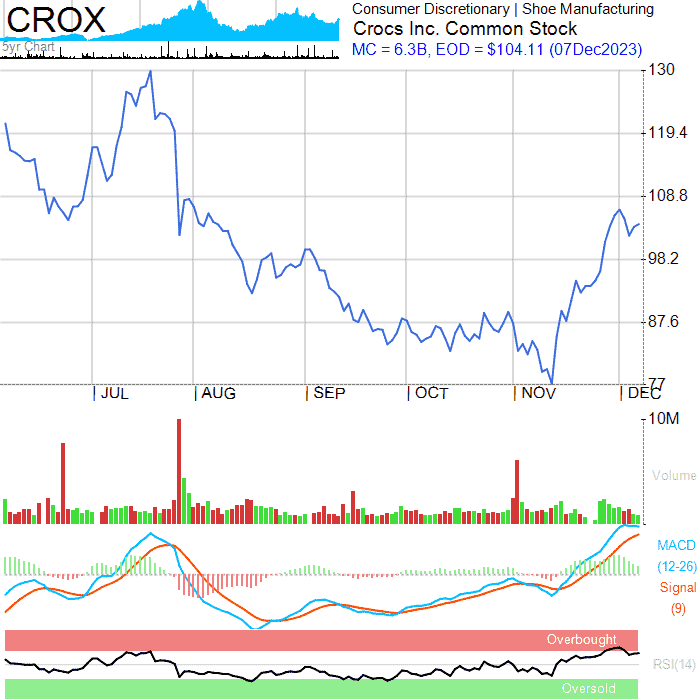 CROX
5yr Chart
Consumer Discretionary | Shoe Manufacturing
Crocs Inc. Common Stock
MC = 6.3B, EOD = $104.11 (07Dec2023)
130
119.4
108.8
98.2
87.6
77
| JUL | AUG | SEP | OCT | NOV | DEC
10M
Volume
MACD
(12-26)
Signal
(9)
Overbought
RSI(14)
Oversold